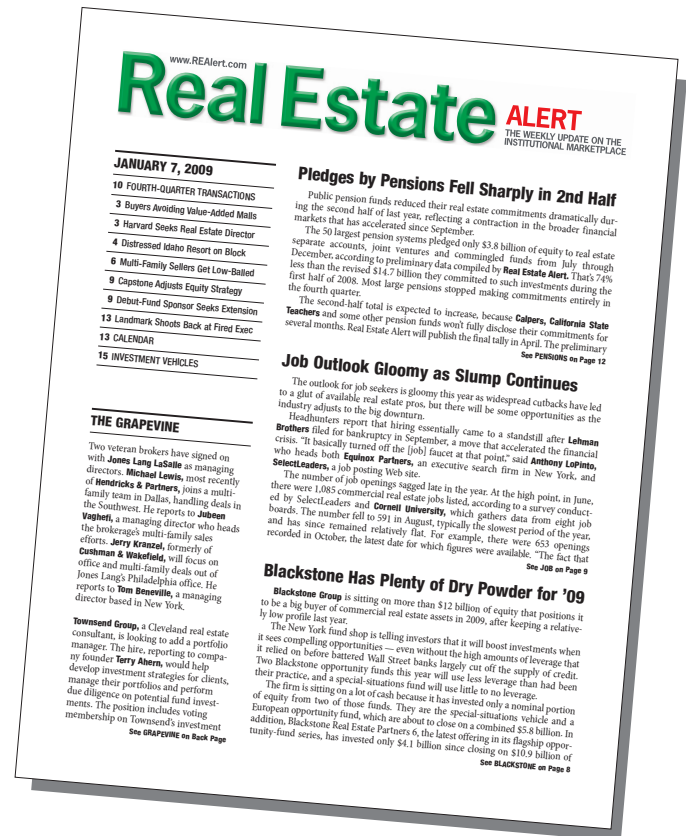 www.REAlert.com
Real Estate
ALERT
THE WEEKLY UPDATE ON THE
INSTITUTIONAL MARKETPLACE
JANUARY 7, 2009
10 FOURTH-QUARTER TRANSACTIONS
3 Buyers Avoiding Value-Added Malls
3 Harvard Seeks Real Estate Director
4 Distressed Idaho Resort on Block
6 Multi-Family Sellers Get Low-Balled
9 Capstone Adjusts Equity Strategy
9 Debut-Fund Sponsor Seeks Extension
13 Landmark Shoots Back at Fired Exec
13 CALENDAR
15 INVESTMENT VEHICLES
THE GRAPEVINE
Two veteran brokers have signed on
with Jones Lang LaSalle as managing
directors. Michael Lewis, most recently
of Hendricks & Partners, joins a multi-
family team in Dallas, handling deals in
the Southwest. He reports to Jubeen
Vaghefi, a managing director who heads
the brokerage's multi-family sales
efforts. Jerry Kranzel, formerly of
Cushman & Wakefield, will focus on
office and multi-family deals out of
Jones Lang's Philadelphia office. He
reports to Tom Beneville, a managing
director based in New York.
Townsend Group, a Cleveland real estate
consultant, is looking to add a portfolio
manager. The hire, reporting to compa-
ny founder Terry Ahern, would help
develop investment strategies for clients,
manage their portfolios and perform
due diligence on potential fund invest-
ments. The position includes voting
membership on Townsend's investment
See GRAPEVINE on Back Page
Pledges by Pensions Fell Sharply in 2nd Half
Public pension funds reduced their real estate commitments dramatically dur-
ing the second half of last year, reflecting a contraction in the broader financial
markets that has accelerated since September.
The 50 largest pension systems pledged only $3.8 billion of equity to real estate
separate accounts, joint ventures and commingled funds from July through
December, according to preliminary data compiled by Real Estate Alert. That's 74%
less than the revised $14.7 billion they committed to such investments during the
first half of 2008. Most large pensions stopped making commitments entirely in
the fourth quarter.
The second-half total is expected to increase, because Calpers, California State
Teachers and some other pension funds won't fully disclose their commitments for
several months. Real Estate Alert will publish the final tally in April. The preliminary
See PENSIONS on Page 12
Job Outlook Gloomy as Slump Continues
The outlook for job seekers is gloomy this year as widespread cutbacks have led
to a glut of available real estate pros, but there will be some opportunities as the
industry adjusts to the big downturn.
Headhunters report that hiring essentially came to a standstill after Lehman
Brothers filed for bankruptcy in September, a move that accelerated the financial
crisis. "It basically turned off the [job] faucet at that point," said Anthony LoPinto,
who heads both Equinox Partners, an executive search firm in New York, and
SelectLeaders, a job posting Web site.
The number of job openings sagged late in the year. At the high point, in June,
there were 1,085 commercial real estate jobs listed, according to a survey conduct-
ed by SelectLeaders and Cornell University, which gathers data from eight job
boards. The number fell to 591 in August, typically the slowest period of the year,
and has since remained relatively flat. For example, there were 653 openings
recorded in October, the latest date for which figures were available. "The fact that
See JOB on Page 9
Blackstone Has Plenty of Dry Powder for '09
Blackstone Group is sitting on more than $12 billion of equity that positions it
to be a big buyer of commercial real estate assets in 2009, after keeping a relative-
ly low profile last year.
The New York fund shop is telling investors that it will boost investments when
it sees compelling opportunities — even without the high amounts of leverage that
it relied on before battered Wall Street banks largely cut off the supply of credit.
Two Blackstone opportunity funds this year will use less leverage than had been
their practice, and a special-situations fund will use little to no leverage.
The firm is sitting on a lot of cash because it has invested only a nominal portion
of equity from two of those funds. They are the special-situations vehicle and a
European opportunity fund, which are about to close on a combined $5.8 billion. In
addition, Blackstone Real Estate Partners 6, the latest offering in its flagship oppor-
tunity-fund series, has invested only $4.1 billion since closing on $10.9 billion of
See BLACKSTONE on Page 8